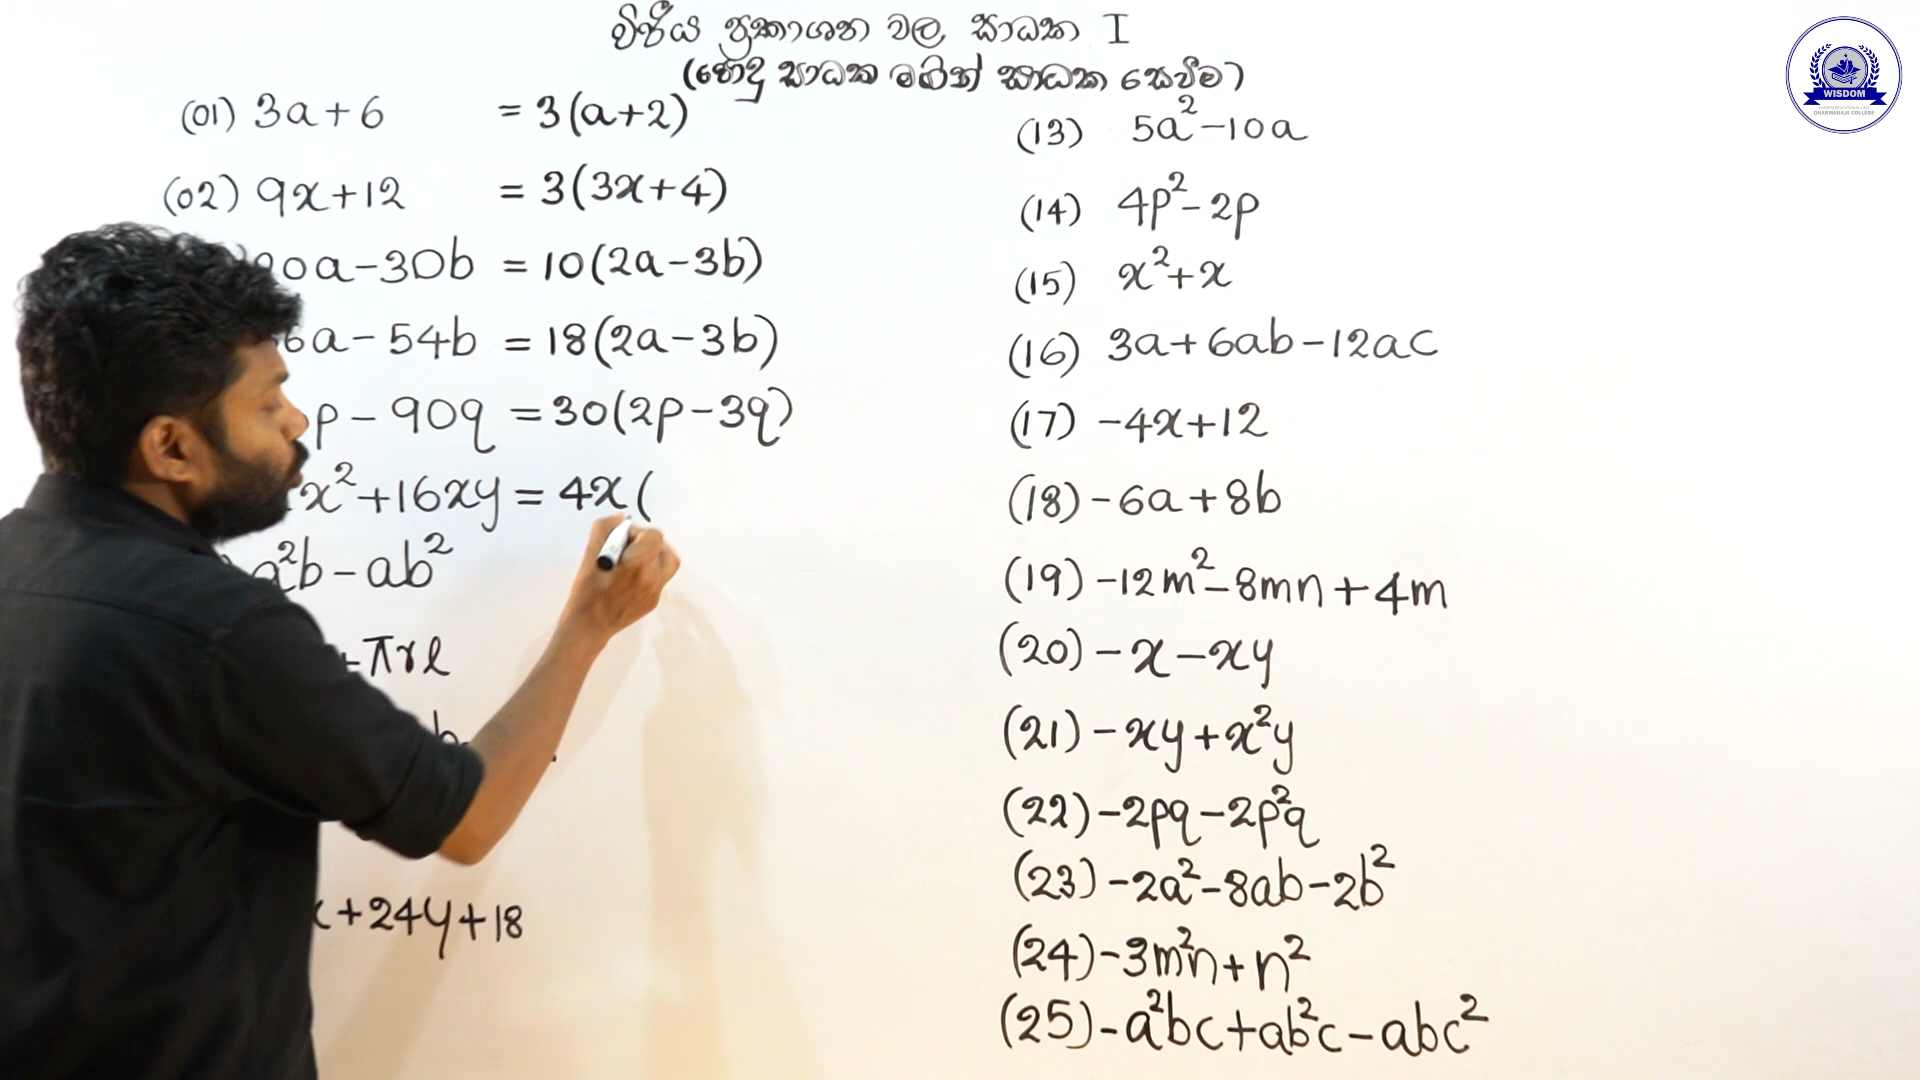 විජීය ප්‍රකාශන වල සාධක I
(පොදු සාධක මගින් සාධක සෙවීම)
(01) 3a+6 = 3(a+2)
(02) 9x+12 = 3(3x+4)
0a-30b = 10(2a-3b)
6a-54b = 18(2a-3b)
p-90q = 30(2p-3q)
x²+16xy = 4x(
a²b-ab²
+πrl
b
x+24y+18
(13) 5a²-10a
(14) 4p²-2p
(15) x²+x
(16) 3a+6ab-12ac
(17) -4x+12
(18) -6a+8b
(19) -12m²-8mn+4m
(20) -x-xy
(21) -xy+x²y
(22) -2pq-2p²q
(23) -2a²-8ab-2b²
(24) -3m²n+n²
(25) -a²bc+ab²c-abc²
WISDOM
DHARMARAJA COLLEGE